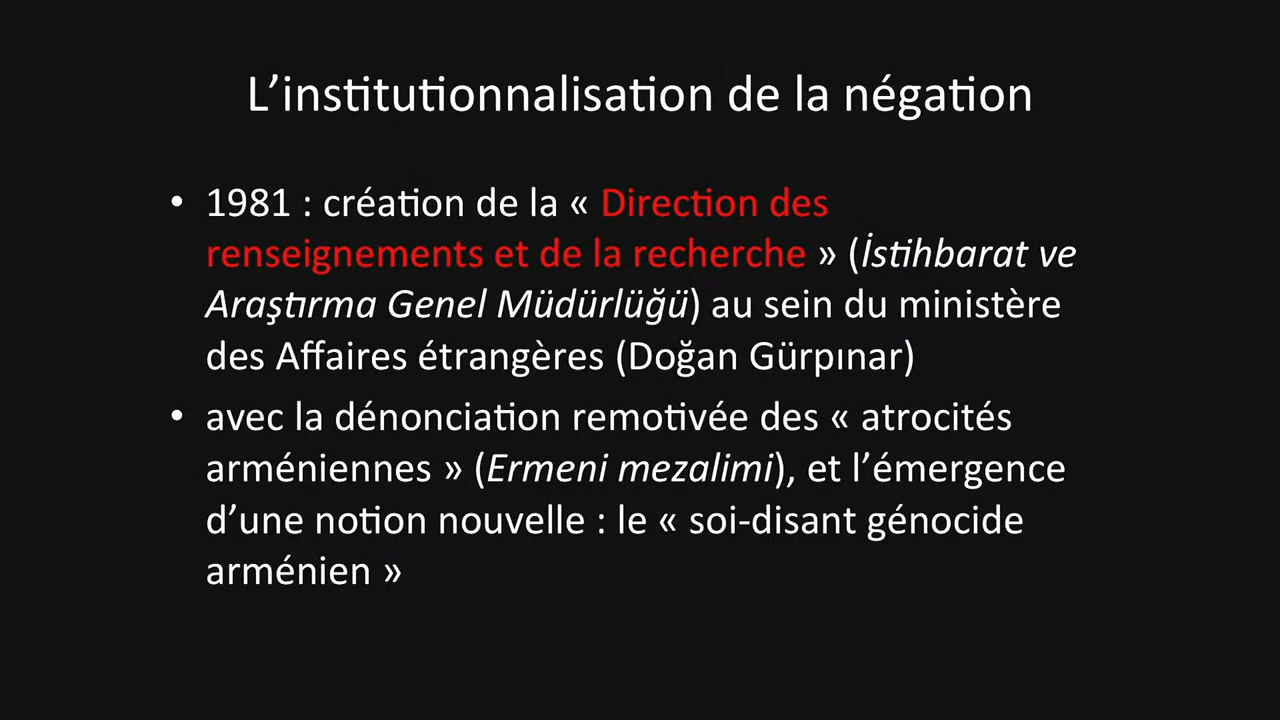 L’institutionnalisation de la négation
• 1981 : création de la « Direction des
renseignements et de la recherche » (İstihbarat ve
Araştırma Genel Müdürlüğü) au sein du ministère
des Affaires étrangères (Doğan Gürpınar)
• avec la dénonciation remotivée des « atrocités
arméniennes » (Ermeni mezalimi), et l’émergence
d’une notion nouvelle : le « soi-disant génocide
arménien »